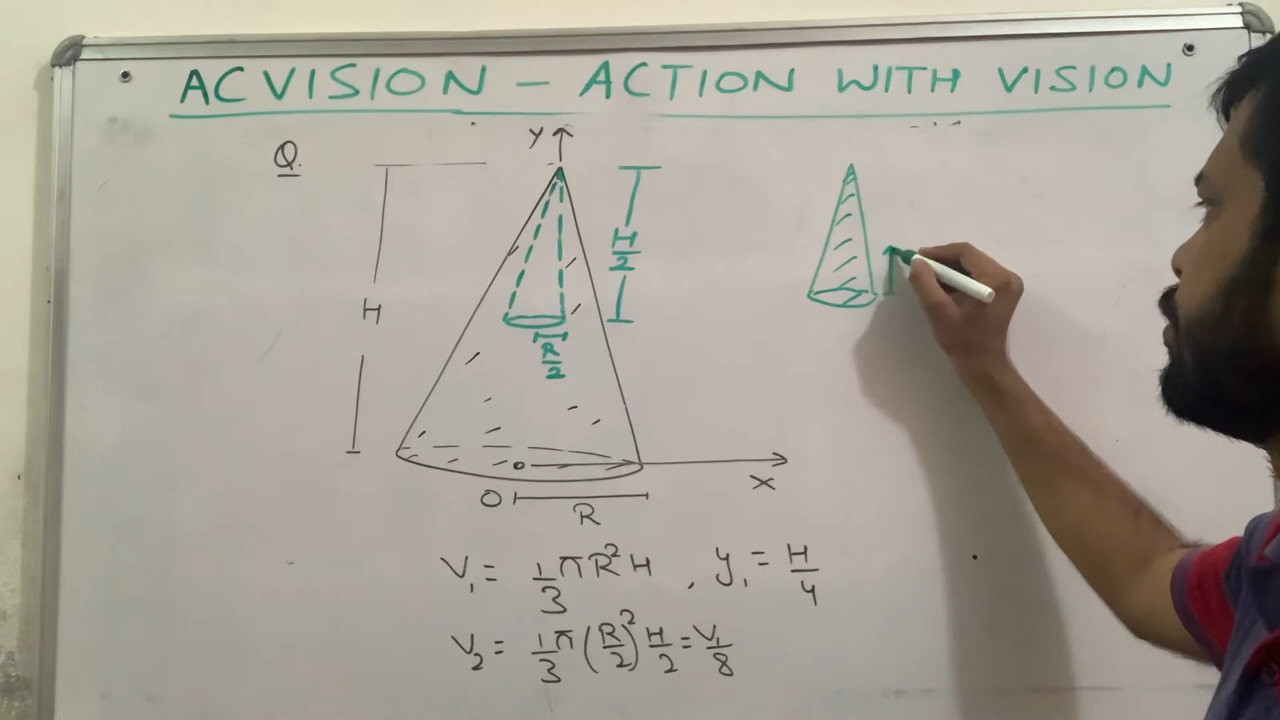 ACVISION – ACTION WITH VISION
Q.
Y
H
H/2
R/2
O
R
X
V₁ = 1/3 πR²H , y₁ = H/4
V₂ = 1/3 π(R/2)² H/2 = V₁/8